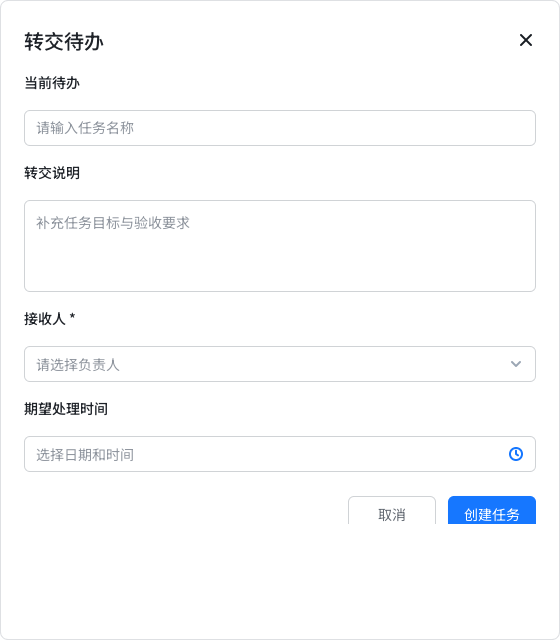 转交待办
当前待办
请输入任务名称
转交说明
补充任务目标与验收要求
接收人 *
请选择负责人
期望处理时间
选择日期和时间
取消
创建任务